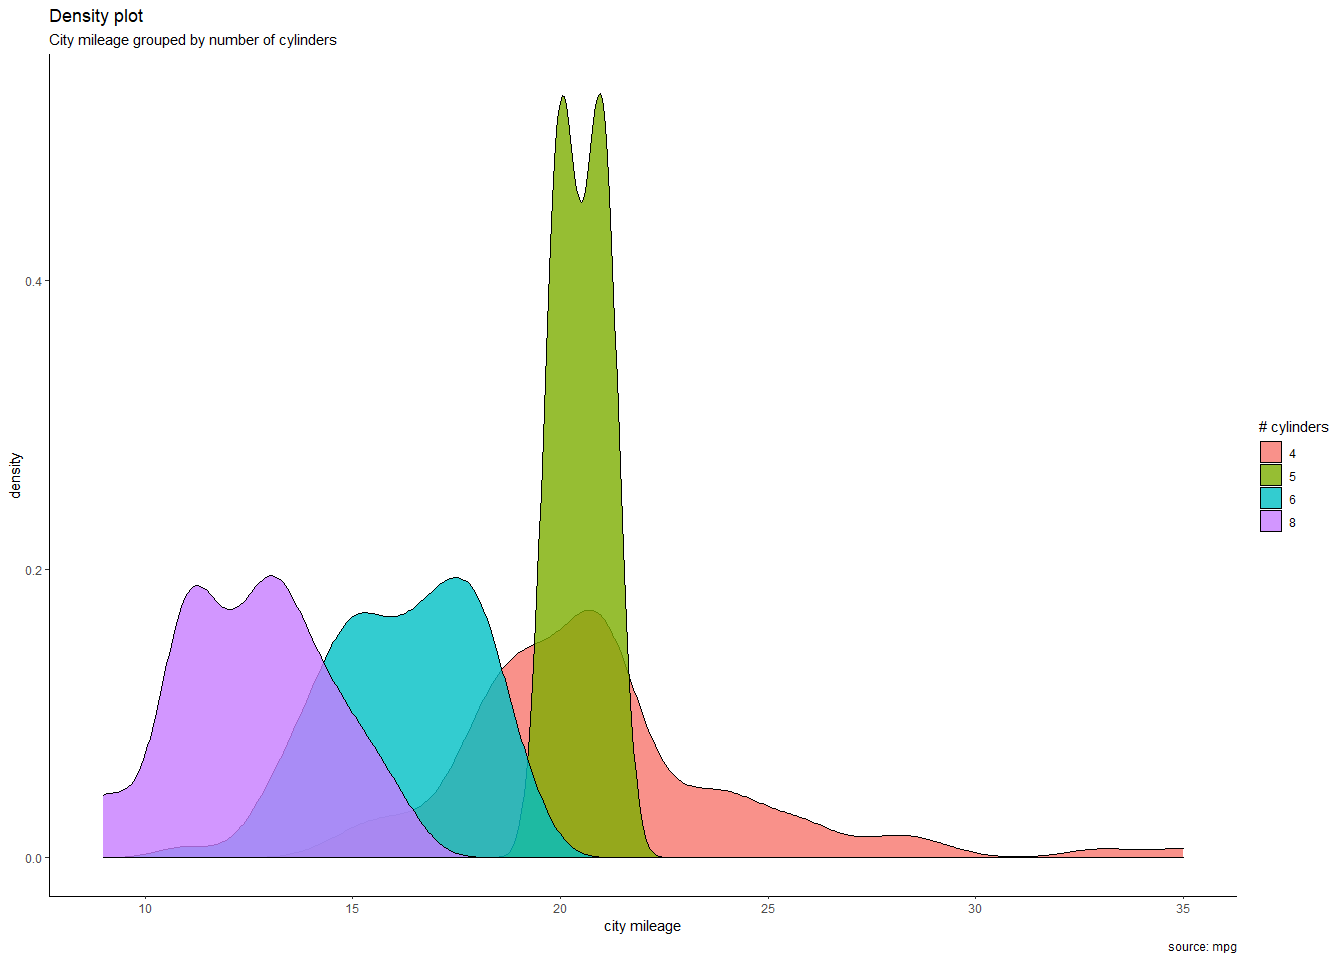 Density plot
City mileage grouped by number of cylinders
density
0.4
0.2
0.0
10 15 20 25 30 35
city mileage
# cylinders
4
5
6
8
source: mpg